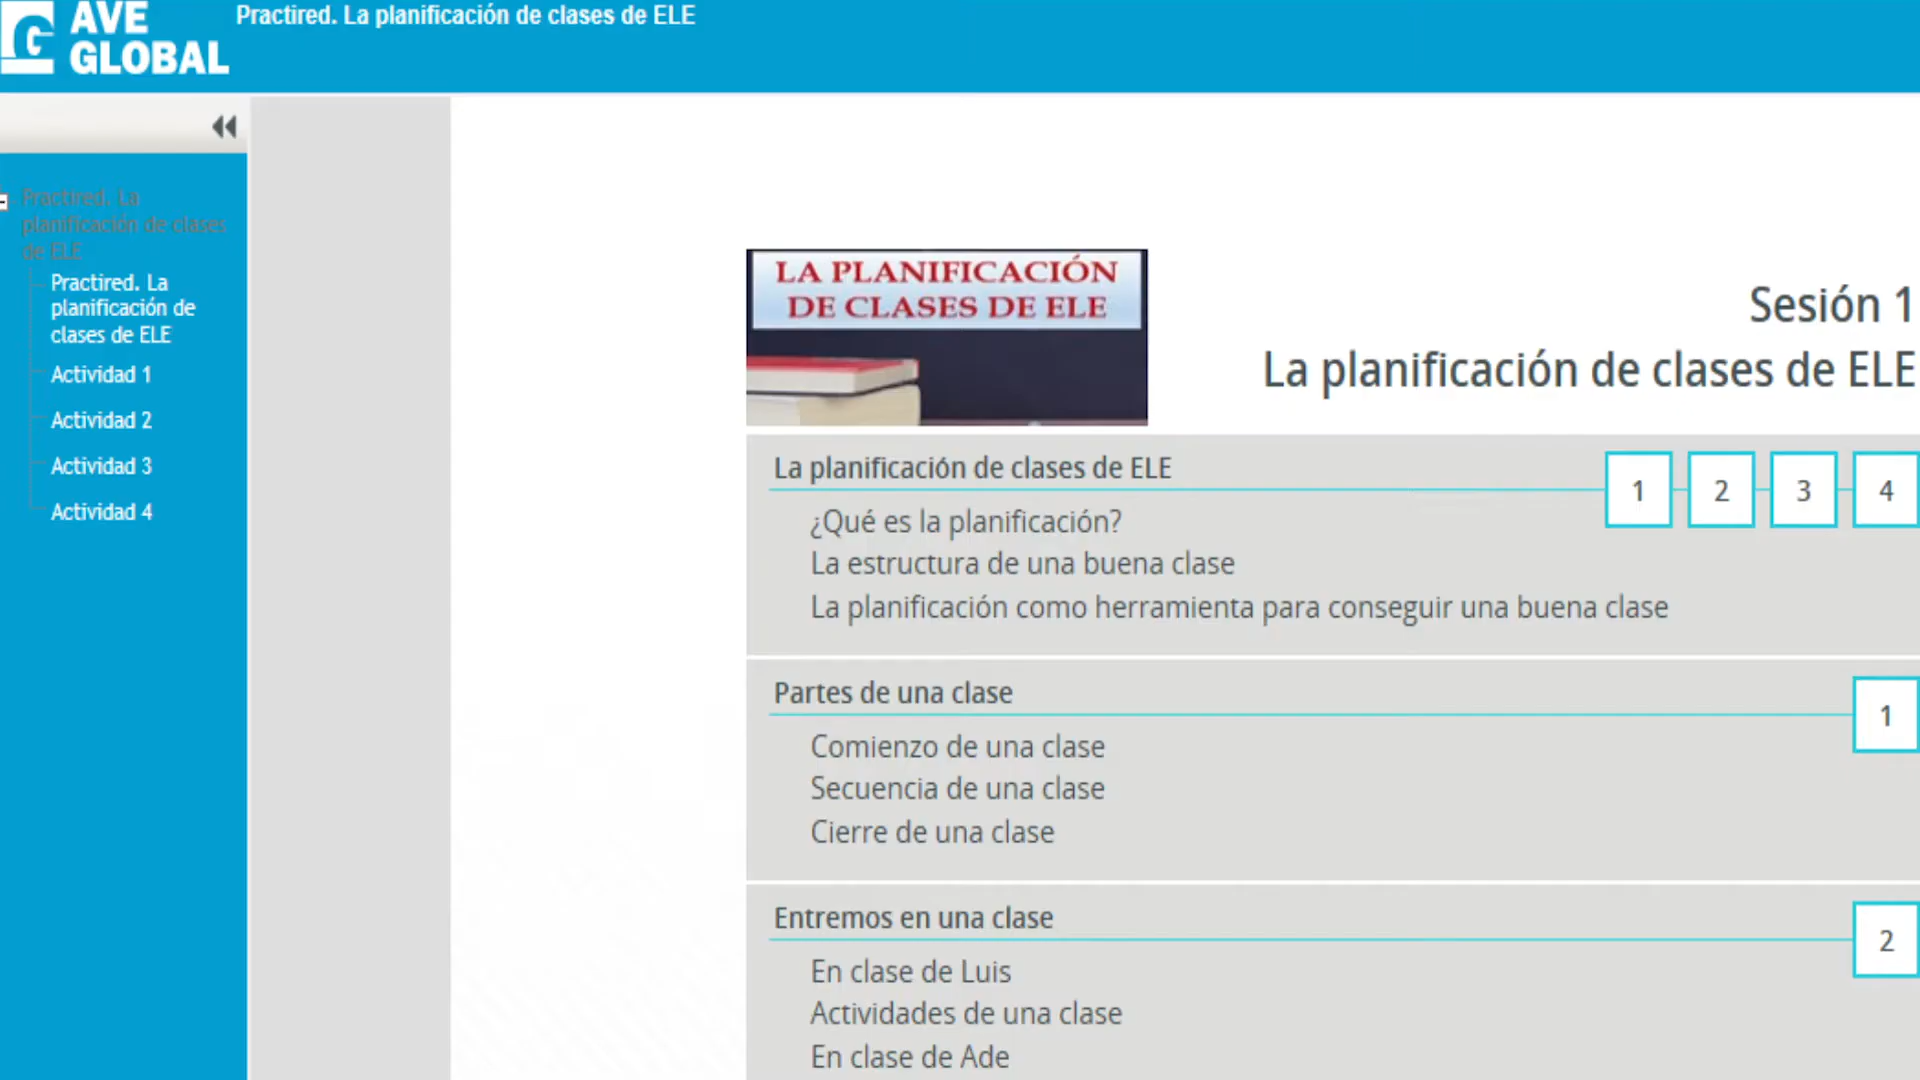 AVE
GLOBAL
Practired. La planificación de clases de ELE
Practired. La
planificación de clases
de ELE
Practired. La
planificación de
clases de ELE
Actividad 1
Actividad 2
Actividad 3
Actividad 4
LA PLANIFICACIÓN
DE CLASES DE ELE
Sesión 1
La planificación de clases de ELE
La planificación de clases de ELE
1 2 3 4
¿Qué es la planificación?
La estructura de una buena clase
La planificación como herramienta para conseguir una buena clase
Partes de una clase
1
Comienzo de una clase
Secuencia de una clase
Cierre de una clase
Entremos en una clase
2
En clase de Luis
Actividades de una clase
En clase de Ade